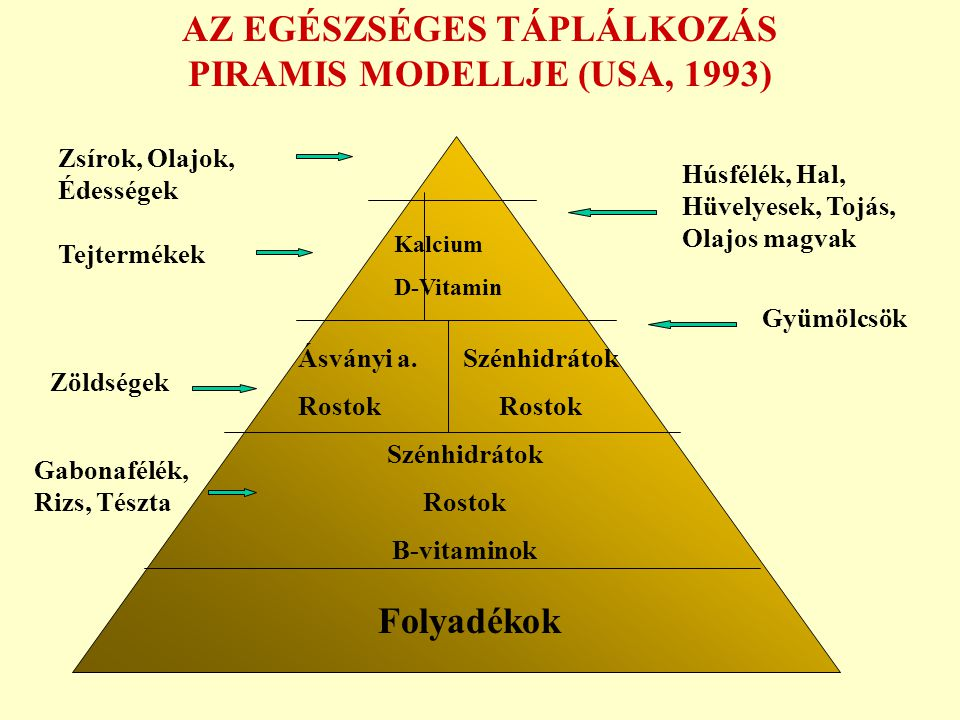 AZ EGÉSZSÉGES TÁPLÁLKOZÁS
PIRAMIS MODELLJE (USA, 1993)
Zsírok, Olajok,
Édességek
Húsfélék, Hal,
Hüvelyesek, Tojás,
Olajos magvak
Tejtermékek
Kalcium
D-Vitamin
Gyümölcsök
Zöldségek
Ásványi a. Szénhidrátok
Rostok Rostok
Gabonafélék,
Rizs, Tészta
Szénhidrátok
Rostok
B-vitaminok
Folyadékok